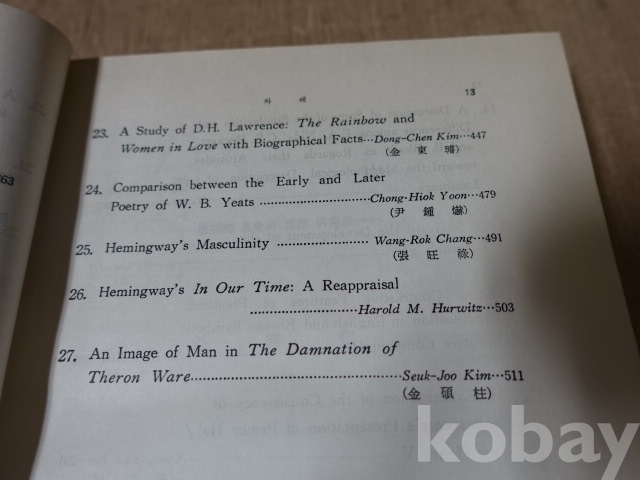 차 례 13
23. A Study of D.H. Lawrence: The Rainbow and
Women in Love with Biographical Facts...Dong-Chen Kim...447
(金 東 )
24. Comparison between the Early and Later
Poetry of W. B. Yeats ........................Chong-Hiok Yoon...479
(尹 鍾 )
25. Hemingway's Masculinity .................... Wang-Rok Chang...491
(張 旺 祿)
26. Hemingway's In Our Time: A Reappraisal
........................Harold M. Hurwitz...503
27. An Image of Man in The Damnation of
Theron Ware................................................Seuk-Joo Kim...511
(金 碩 柱)
63
kobay